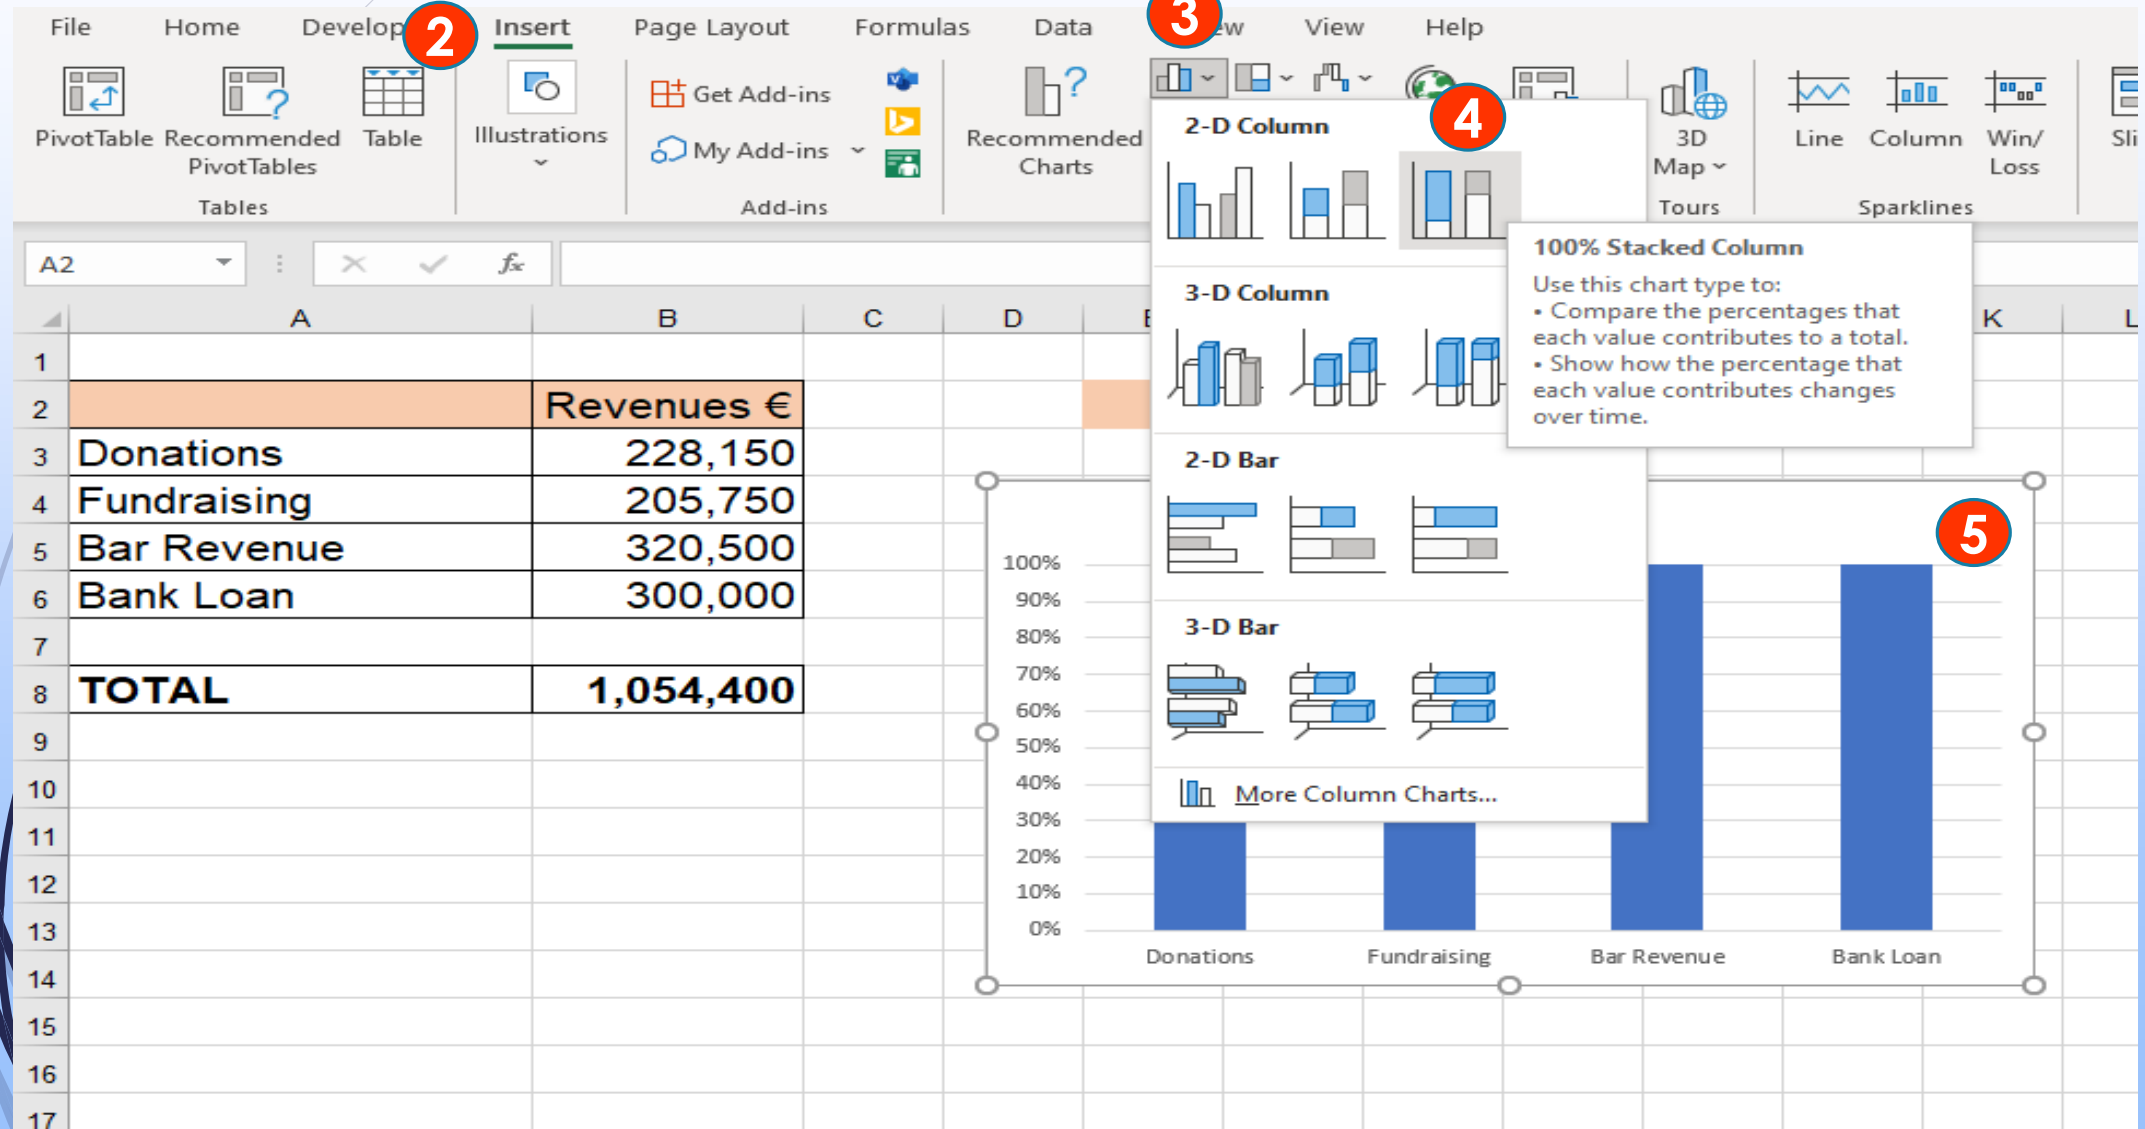 File Home Develop 2 Insert Page Layout Formulas Data 3 ew View Help
PivotTable
Recommended
PivotTables
Table
Tables
Illustrations
Get Add-ins
My Add-ins
Add-ins
Recommended
Charts
3D
Map
Tours
Line
Column
Win/
Loss
Sparklines
Sli
A2
fx
2-D Column
4
100% Stacked Column
Use this chart type to:
• Compare the percentages that
each value contributes to a total.
• Show how the percentage that
each value contributes changes
over time.
3-D Column
2-D Bar
3-D Bar
More Column Charts...
A B C D E K L
1
2 Revenues €
3 Donations 228,150
4 Fundraising 205,750
5 Bar Revenue 320,500
6 Bank Loan 300,000
7
8 TOTAL 1,054,400
9
10
11
12
13
14
15
16
17
5
100%
90%
80%
70%
60%
50%
40%
30%
20%
10%
0%
Donations Fundraising Bar Revenue Bank Loan